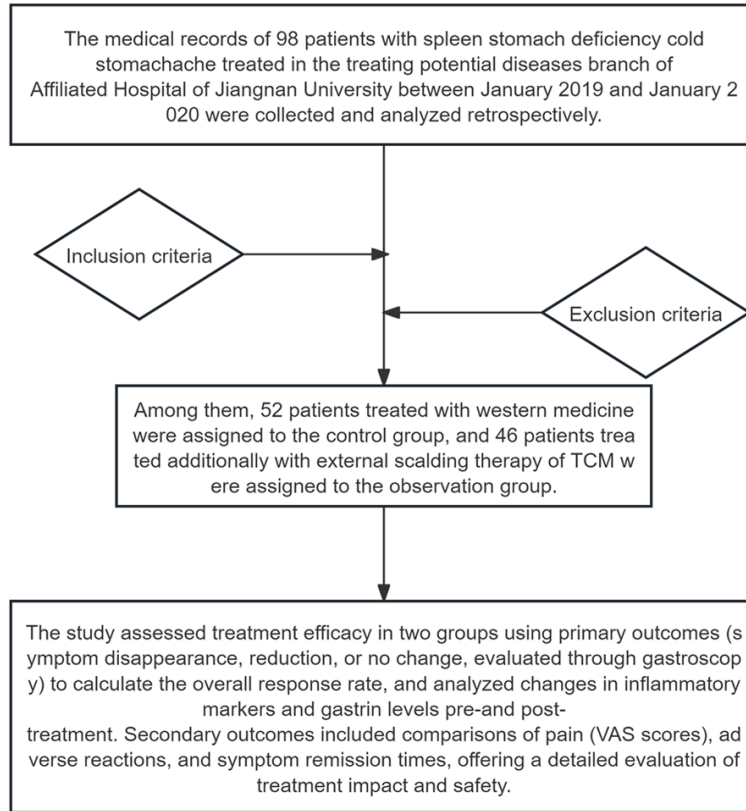 The medical records of 98 patients with spleen stomach deficiency cold
stomachache treated in the treating potential diseases branch of
Affiliated Hospital of Jiangnan University between January 2019 and January 2
020 were collected and analyzed retrospectively.
Inclusion criteria
Exclusion criteria
Among them, 52 patients treated with western medicine
were assigned to the control group, and 46 patients trea
ted additionally with external scalding therapy of TCM w
ere assigned to the observation group.
The study assessed treatment efficacy in two groups using primary outcomes (s
ymptom disappearance, reduction, or no change, evaluated through gastroscop
y) to calculate the overall response rate, and analyzed changes in inflammatory
markers and gastrin levels pre-and post-
treatment. Secondary outcomes included comparisons of pain (VAS scores), ad
verse reactions, and symptom remission times, offering a detailed evaluation of
treatment impact and safety.